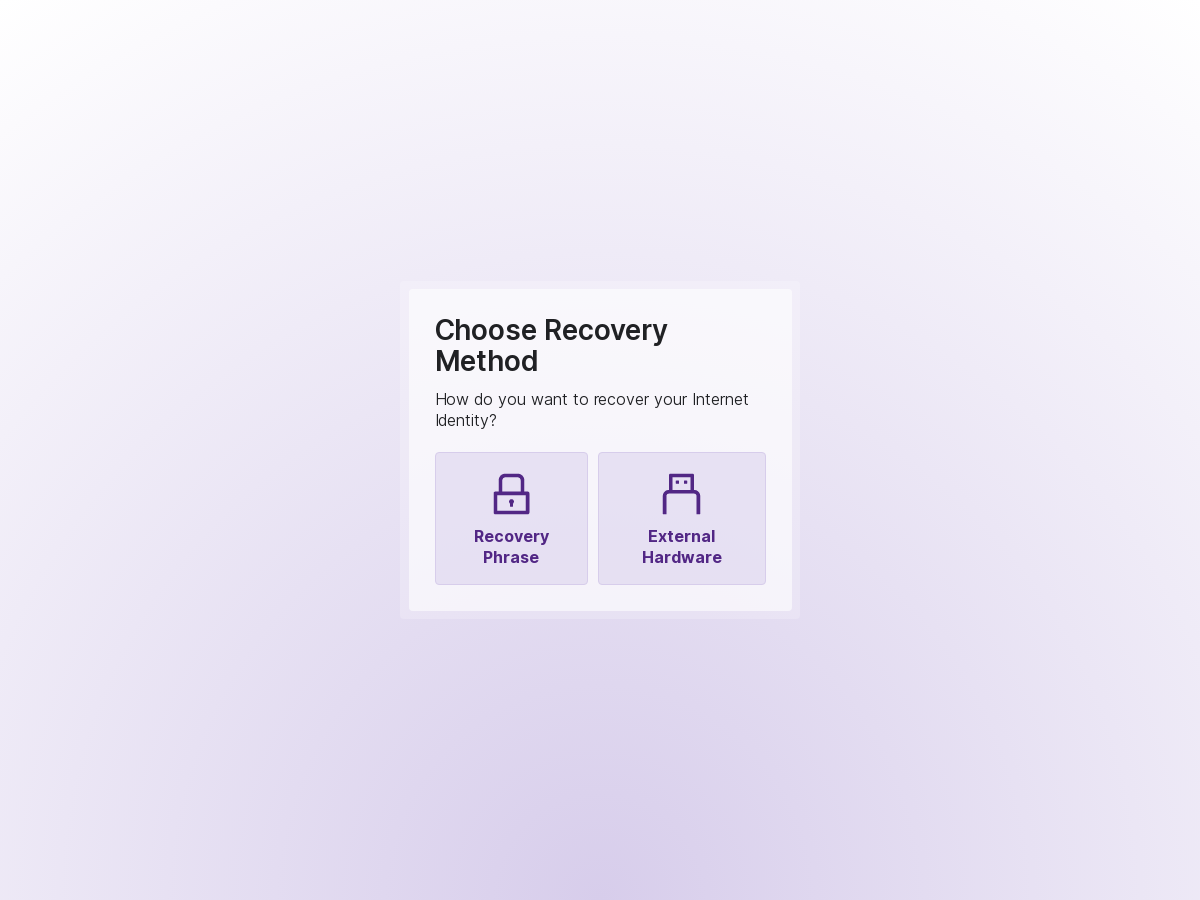 Choose Recovery
Method
How do you want to recover your Internet
Identity?
Recovery
Phrase
External
Hardware